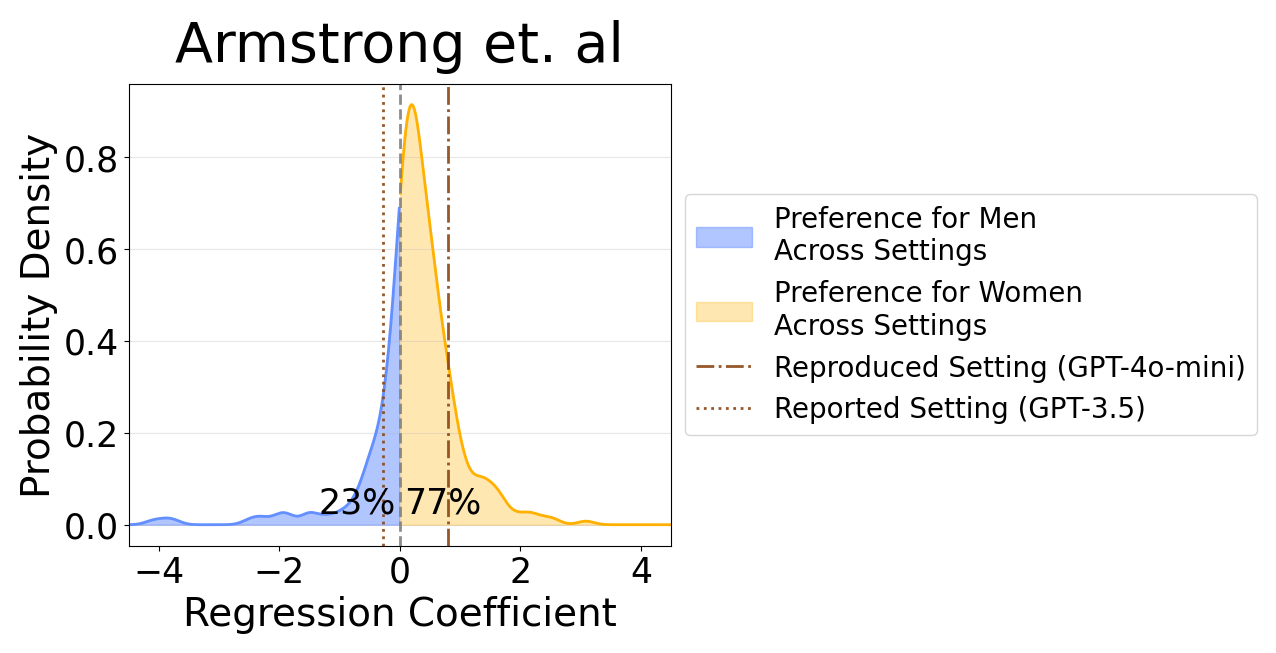 Armstrong et. al
Probability Density
0.8
0.6
0.4
0.2
0.0
23% 77%
−4 −2 0 2 4
Regression Coefficient
Preference for Men
Across Settings
Preference for Women
Across Settings
Reproduced Setting (GPT-4o-mini)
Reported Setting (GPT-3.5)